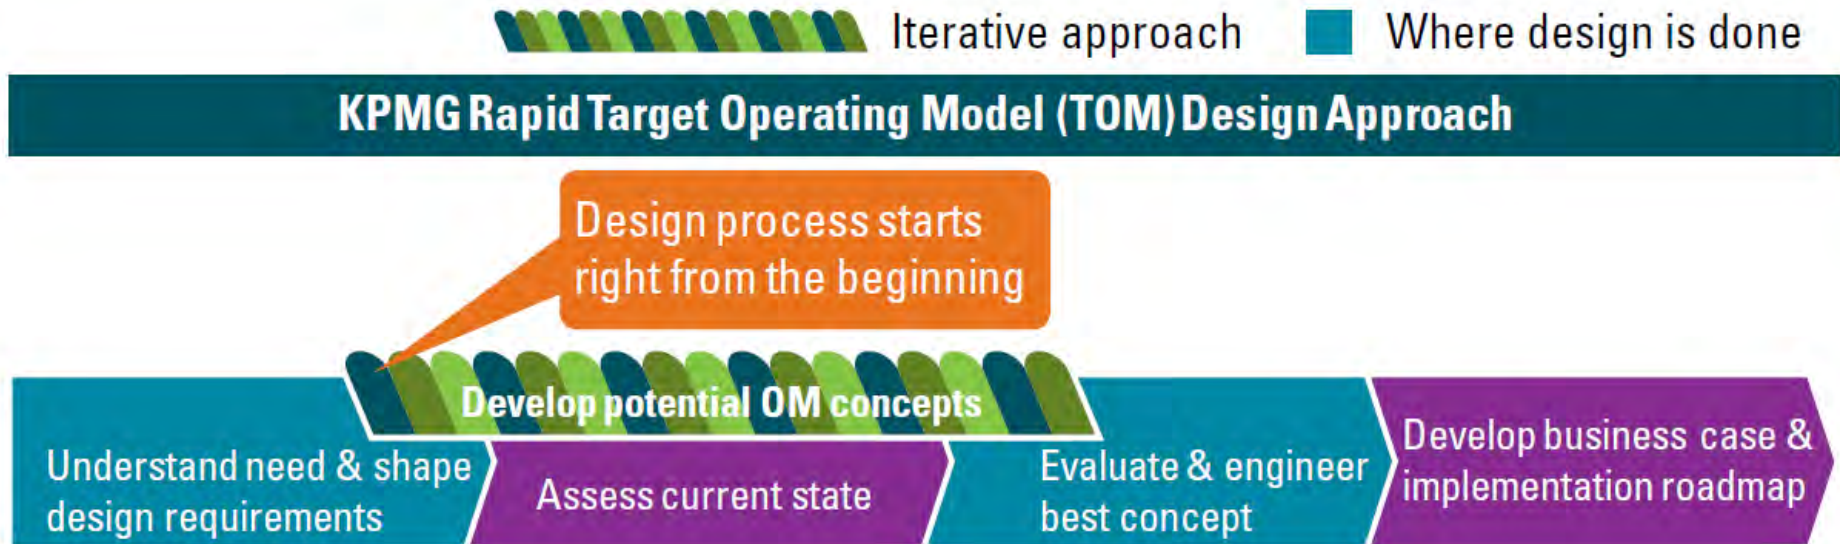 Iterative approach
Where design is done
KPMG Rapid Target Operating Model (TOM) Design Approach
Design process starts
right from the beginning
Develop potential OM concepts
Understand need & shape
design requirements
Assess current state
Evaluate & engineer
best concept
Develop business case &
implementation roadmap